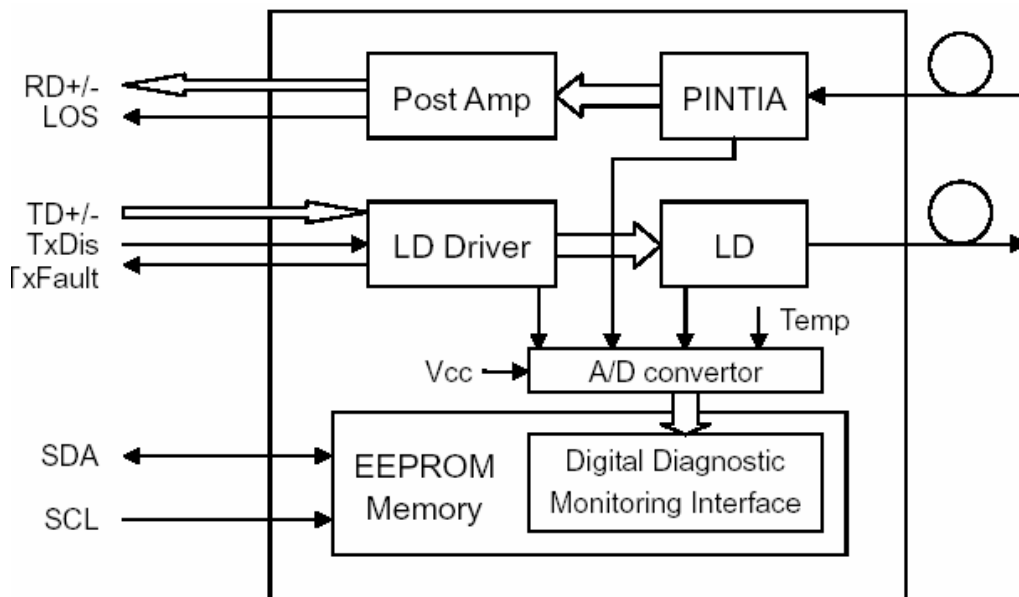 RD+/-
LOS
Post Amp
PINTIA
TD+/-
TxDis
TxFault
LD Driver
LD
Temp
Vcc
A/D convertor
SDA
SCL
EEPROM
Memory
Digital Diagnostic
Monitoring Interface